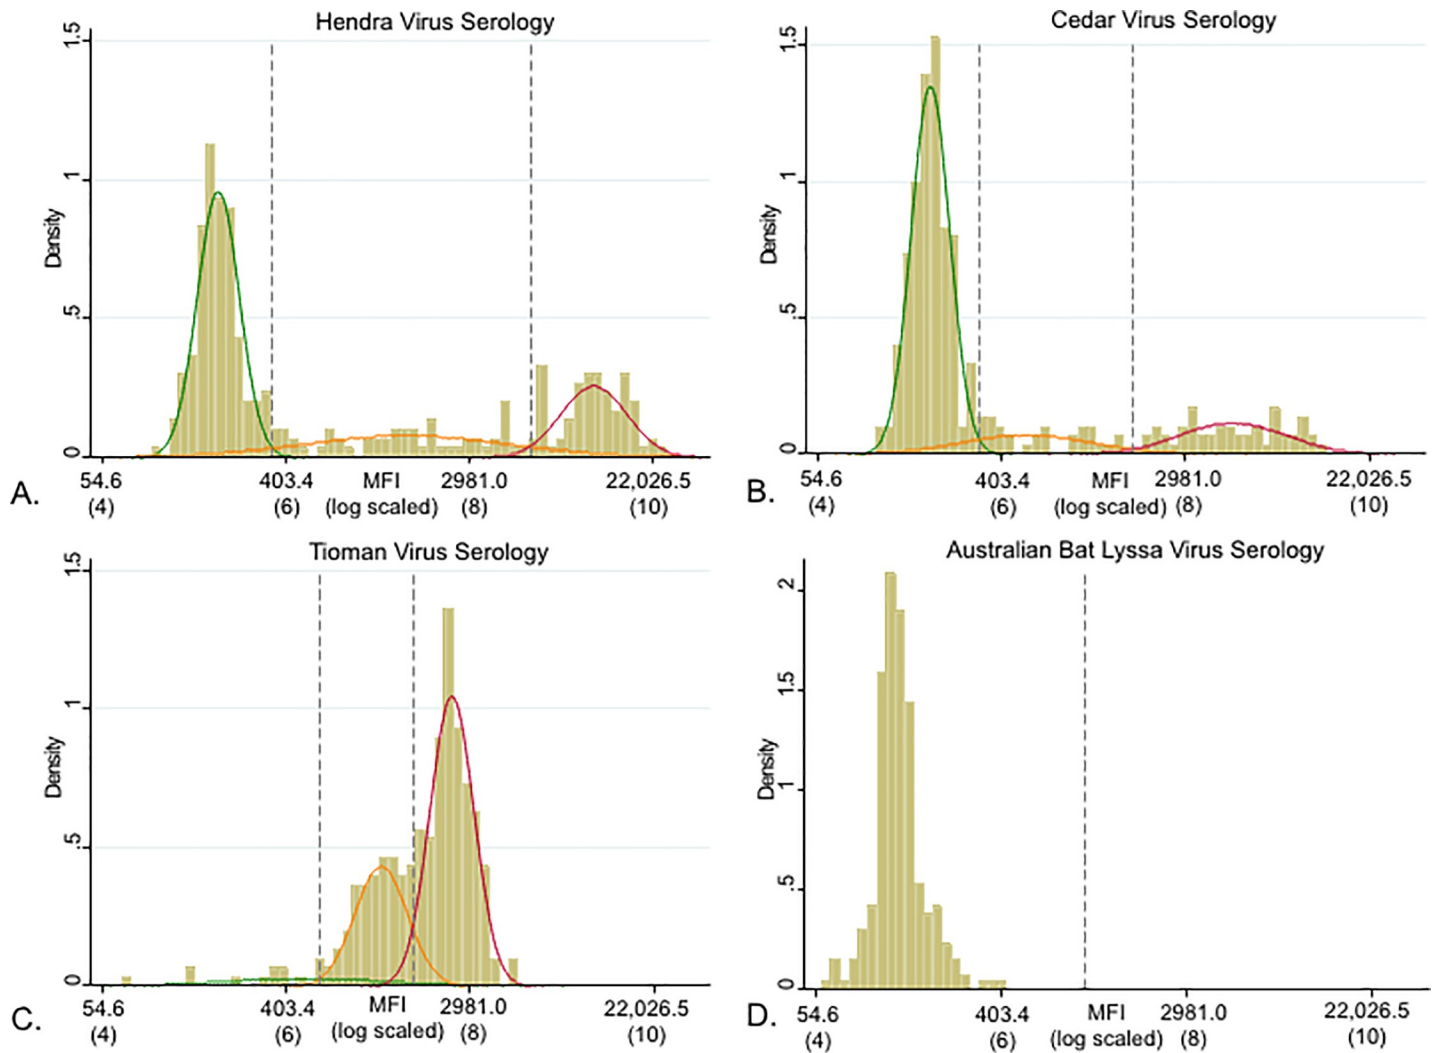 Hendra Virus Serology
1.5
1
.5
0
Density
54.6 403.4 MFI 2981.0 22,026.5
(4) (6) (log scaled) (8) (10)
A.
Cedar Virus Serology
1.5
1
.5
0
Density
54.6 403.4 MFI 2981.0 22,026.5
(4) (6) (log scaled) (8) (10)
B.
Tioman Virus Serology
1.5
1
.5
0
Density
54.6 403.4 MFI 2981.0 22,026.5
(4) (6) (log scaled) (8) (10)
C.
Australian Bat Lyssa Virus Serology
2
1.5
1
.5
0
Density
54.6 403.4 MFI 2981.0 22,026.5
(4) (6) (log scaled) (8) (10)
D.